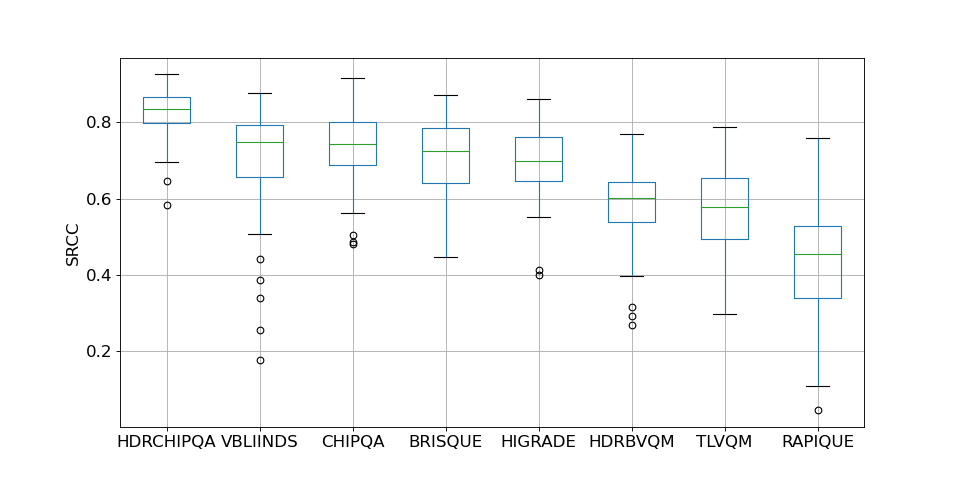 0.8
0.6
0.4
0.2
SRCC
HDRCHIPQA VBLIINDS CHIPQA BRISQUE HIGRADE HDRBVQM TLVQM RAPIQUE